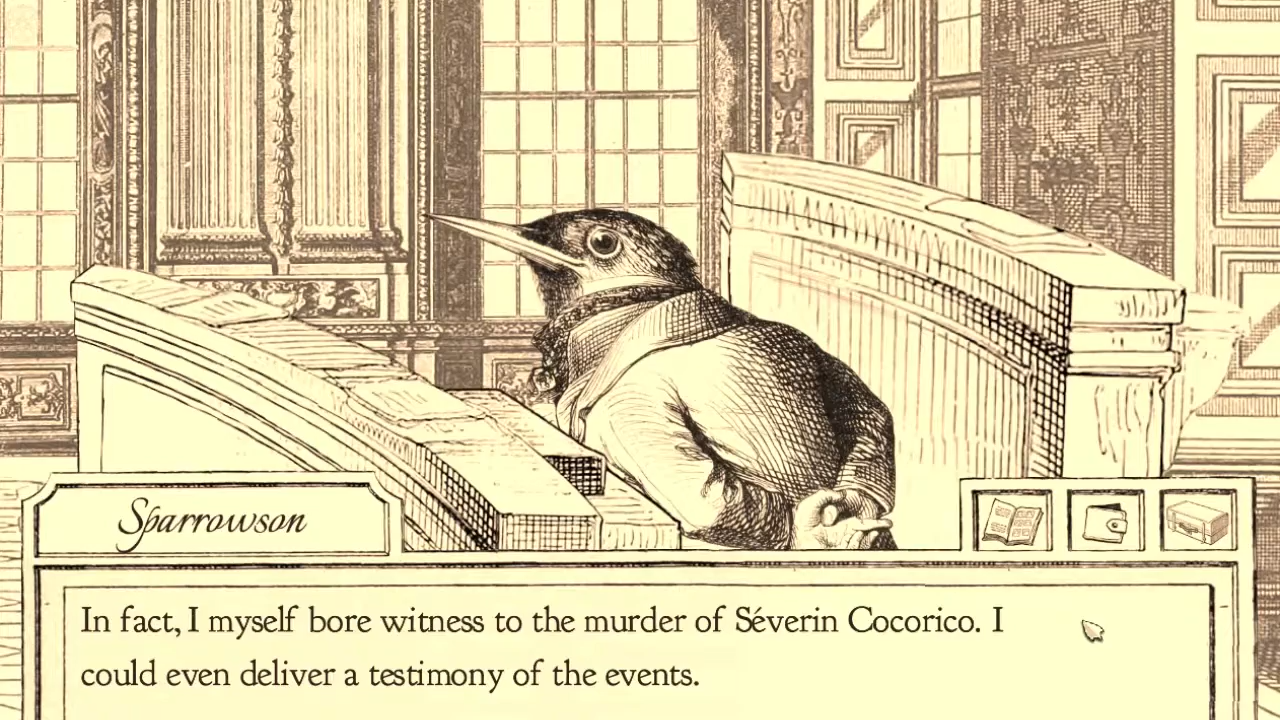 Sparrowson
In fact, I myself bore witness to the murder of Séverin Cocorico. I
could even deliver a testimony of the events.